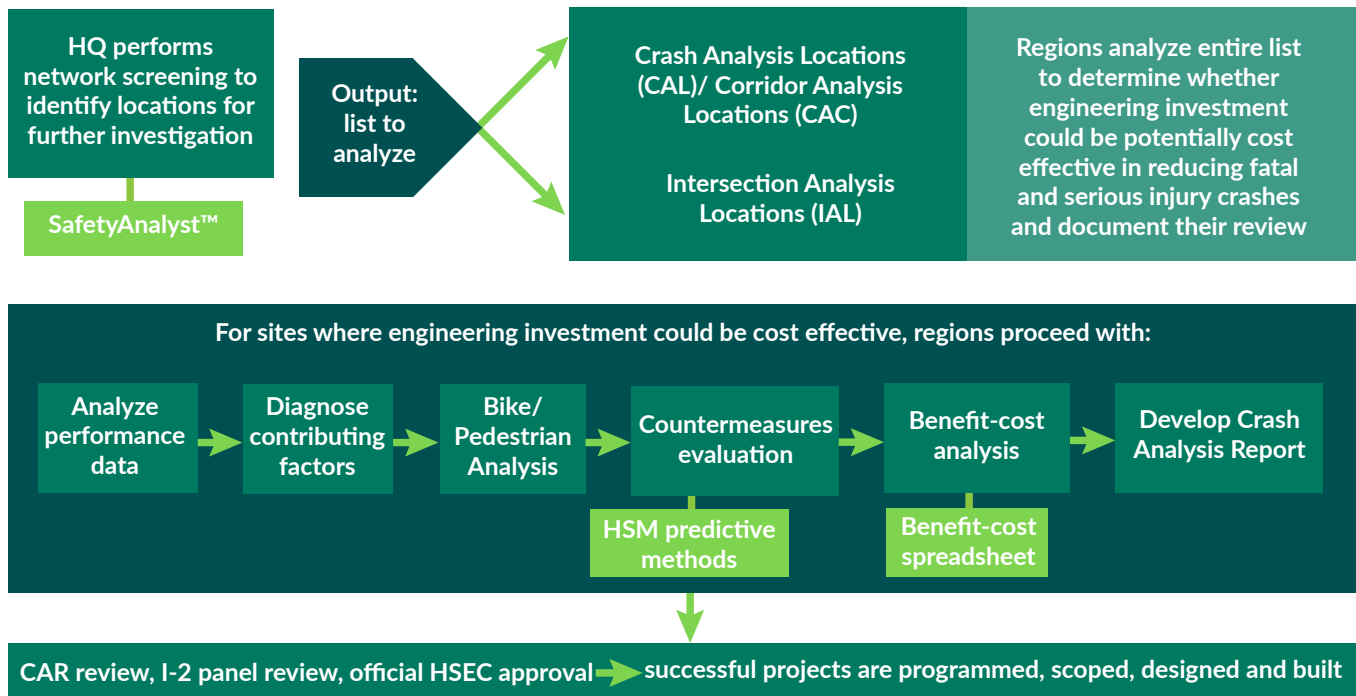 HQ performs
network screening to
identify locations for
further investigation
SafetyAnalyst™
Output:
list to
analyze
Crash Analysis Locations
(CAL)/ Corridor Analysis
Locations (CAC)
Intersection Analysis
Locations (IAL)
Regions analyze entire list
to determine whether
engineering investment
could be potentially cost
effective in reducing fatal
and serious injury crashes
and document their review
For sites where engineering investment could be cost effective, regions proceed with:
Analyze
performance
data
Diagnose
contributing
factors
Bike/
Pedestrian
Analysis
Countermeasures
evaluation
HSM predictive
methods
Benefit-cost
analysis
Benefit-cost
spreadsheet
Develop Crash
Analysis Report
CAR review, I-2 panel review, official HSEC approval
successful projects are programmed, scoped, designed and built